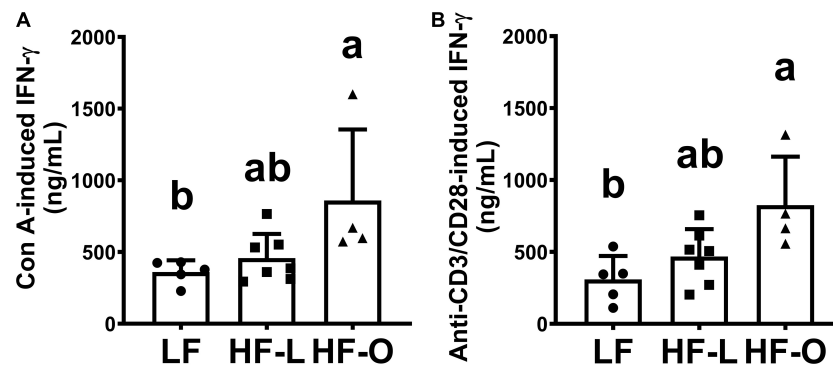 A
Con A-induced IFN-γ
(ng/mL)
2000
1500
1000
500
0
b
ab
a
LF HF-L HF-O
B
Anti-CD3/CD28-induced IFN-γ
(ng/mL)
2000
1500
1000
500
0
b
ab
a
LF HF-L HF-O